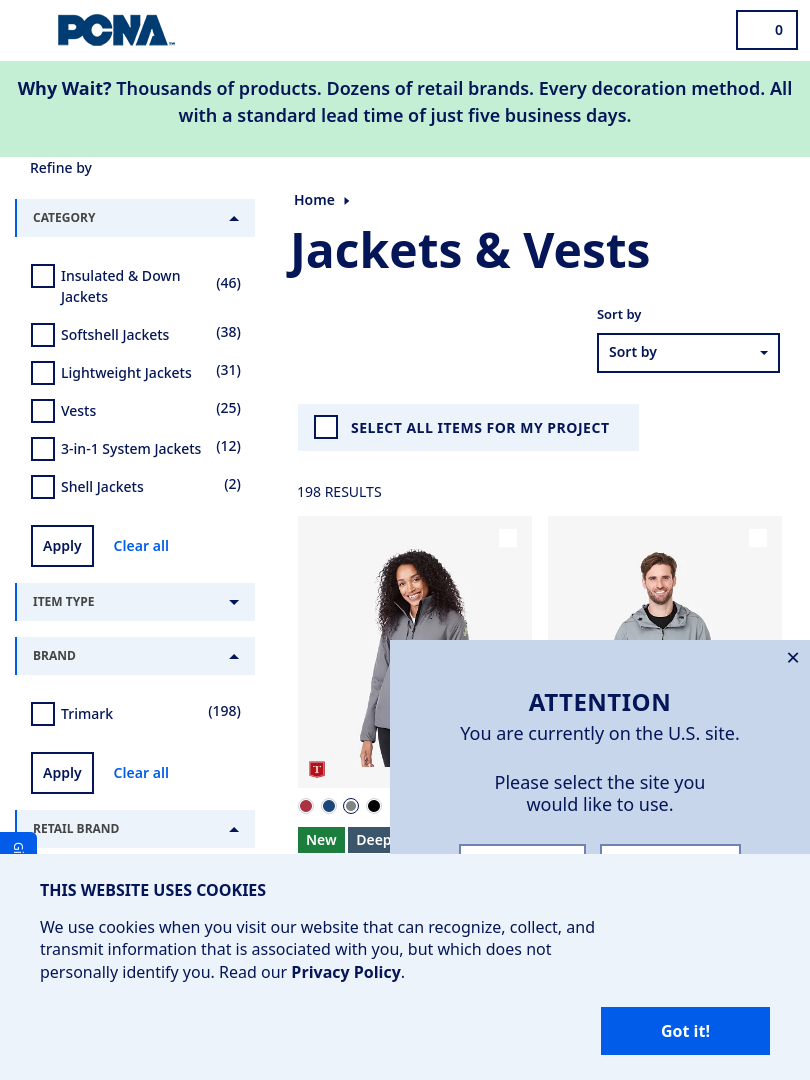 PCNA
0
Why Wait? Thousands of products. Dozens of retail brands. Every decoration method. All
with a standard lead time of just five business days.
Refine by
CATEGORY
Insulated & Down
Jackets
(46)
Softshell Jackets (38)
Lightweight Jackets (31)
Vests (25)
3-in-1 System Jackets (12)
Shell Jackets (2)
Apply Clear all
ITEM TYPE
BRAND
Trimark (198)
Apply Clear all
RETAIL BRAND
Home
Jackets & Vests
Sort by
Sort by
SELECT ALL ITEMS FOR MY PROJECT
198 RESULTS
T
New Deep
ATTENTION
You are currently on the U.S. site.
Please select the site you
would like to use.
THIS WEBSITE USES COOKIES
We use cookies when you visit our website that can recognize, collect, and
transmit information that is associated with you, but which does not
personally identify you. Read our Privacy Policy.
Got it!